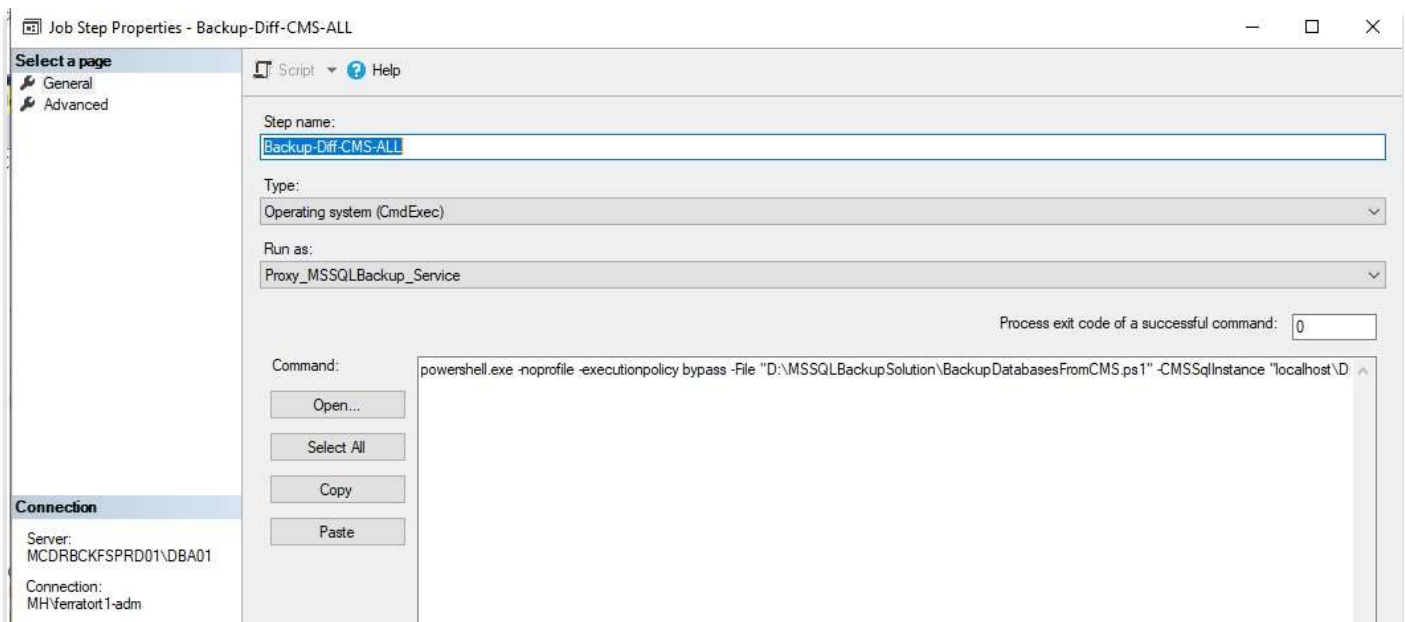 Job Step Properties - Backup-Diff-CMS-ALL
Select a page
General
Advanced
Script
Help
Step name:
Backup-Diff-CMS-ALL
Type:
Operating system (CmdExec)
Run as:
Proxy_MSSQLBackup_Service
Process exit code of a successful command: 0
Command:
powershell.exe -noprofile -executionpolicy bypass -File "D:\MSSQLBackupSolution\BackupDatabasesFromCMS.ps1" -CMSSqlInstance "localhost\D
Open...
Select All
Copy
Paste
Connection
Server:
MCDRBCKFSPRD01\DBA01
Connection:
MH\ferratort1-adm